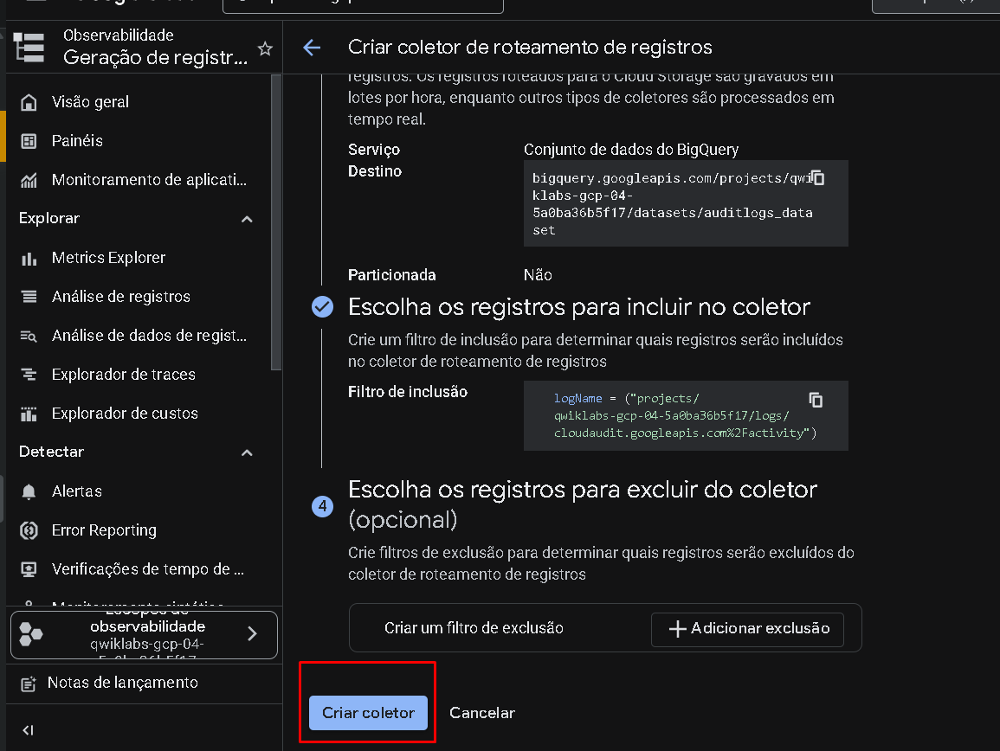 Observabilidade
Geração de registr...
Visão geral
Painéis
Monitoramento de aplicati...
Explorar
Metrics Explorer
Análise de registros
Análise de dados de regist...
Explorador de traces
Explorador de custos
Detectar
Alertas
Error Reporting
Verificações de tempo de ...
observabilidade
qwiklabs-gcp-04-
Notas de lançamento
Criar coletor de roteamento de registros
registros. Os registros roteados para o Cloud Storage são gravados em
lotes por hora, enquanto outros tipos de coletores são processados em
tempo real.
Serviço
Conjunto de dados do BigQuery
Destino
bigquery.googleapis.com/projects/qwi
klabs-gcp-04-
5a0ba36b5f17/datasets/auditlogs_data
set
Particionada
Não
Escolha os registros para incluir no coletor
Crie um filtro de inclusão para determinar quais registros serão incluídos
no coletor de roteamento de registros
Filtro de inclusão
logName = ("projects/
qwiklabs-gcp-04-5a0ba36b5f17/logs/
cloudaudit.googleapis.com%2Factivity")
4
Escolha os registros para excluir do coletor
(opcional)
Crie filtros de exclusão para determinar quais registros serão excluídos do
coletor de roteamento de registros
Criar um filtro de exclusão
Adicionar exclusão
Criar coletor
Cancelar